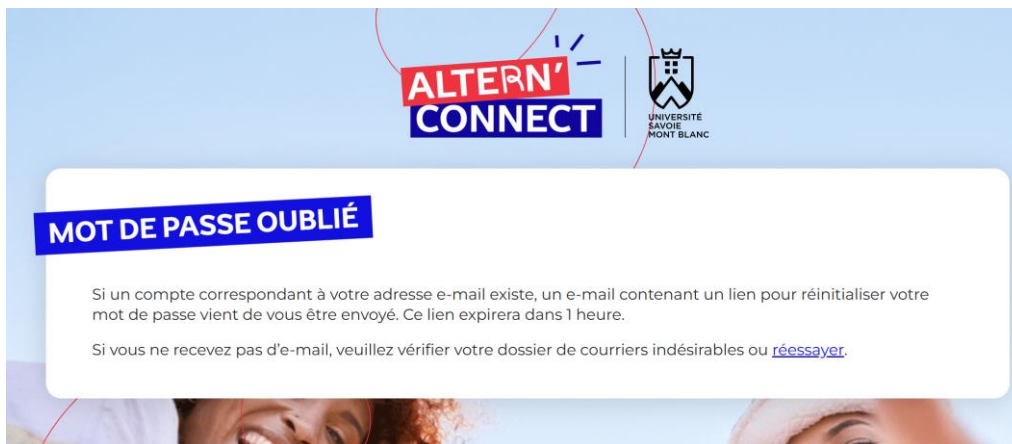 ALTERN'
CONNECT
UNIVERSITÉ
SAVOIE
MONT BLANC
MOT DE PASSE OUBLIÉ
Si un compte correspondant à votre adresse e-mail existe, un e-mail contenant un lien pour réinitialiser votre
mot de passe vient de vous être envoyé. Ce lien expirera dans 1 heure.
Si vous ne recevez pas d'e-mail, veuillez vérifier votre dossier de courriers indésirables ou réessayer.